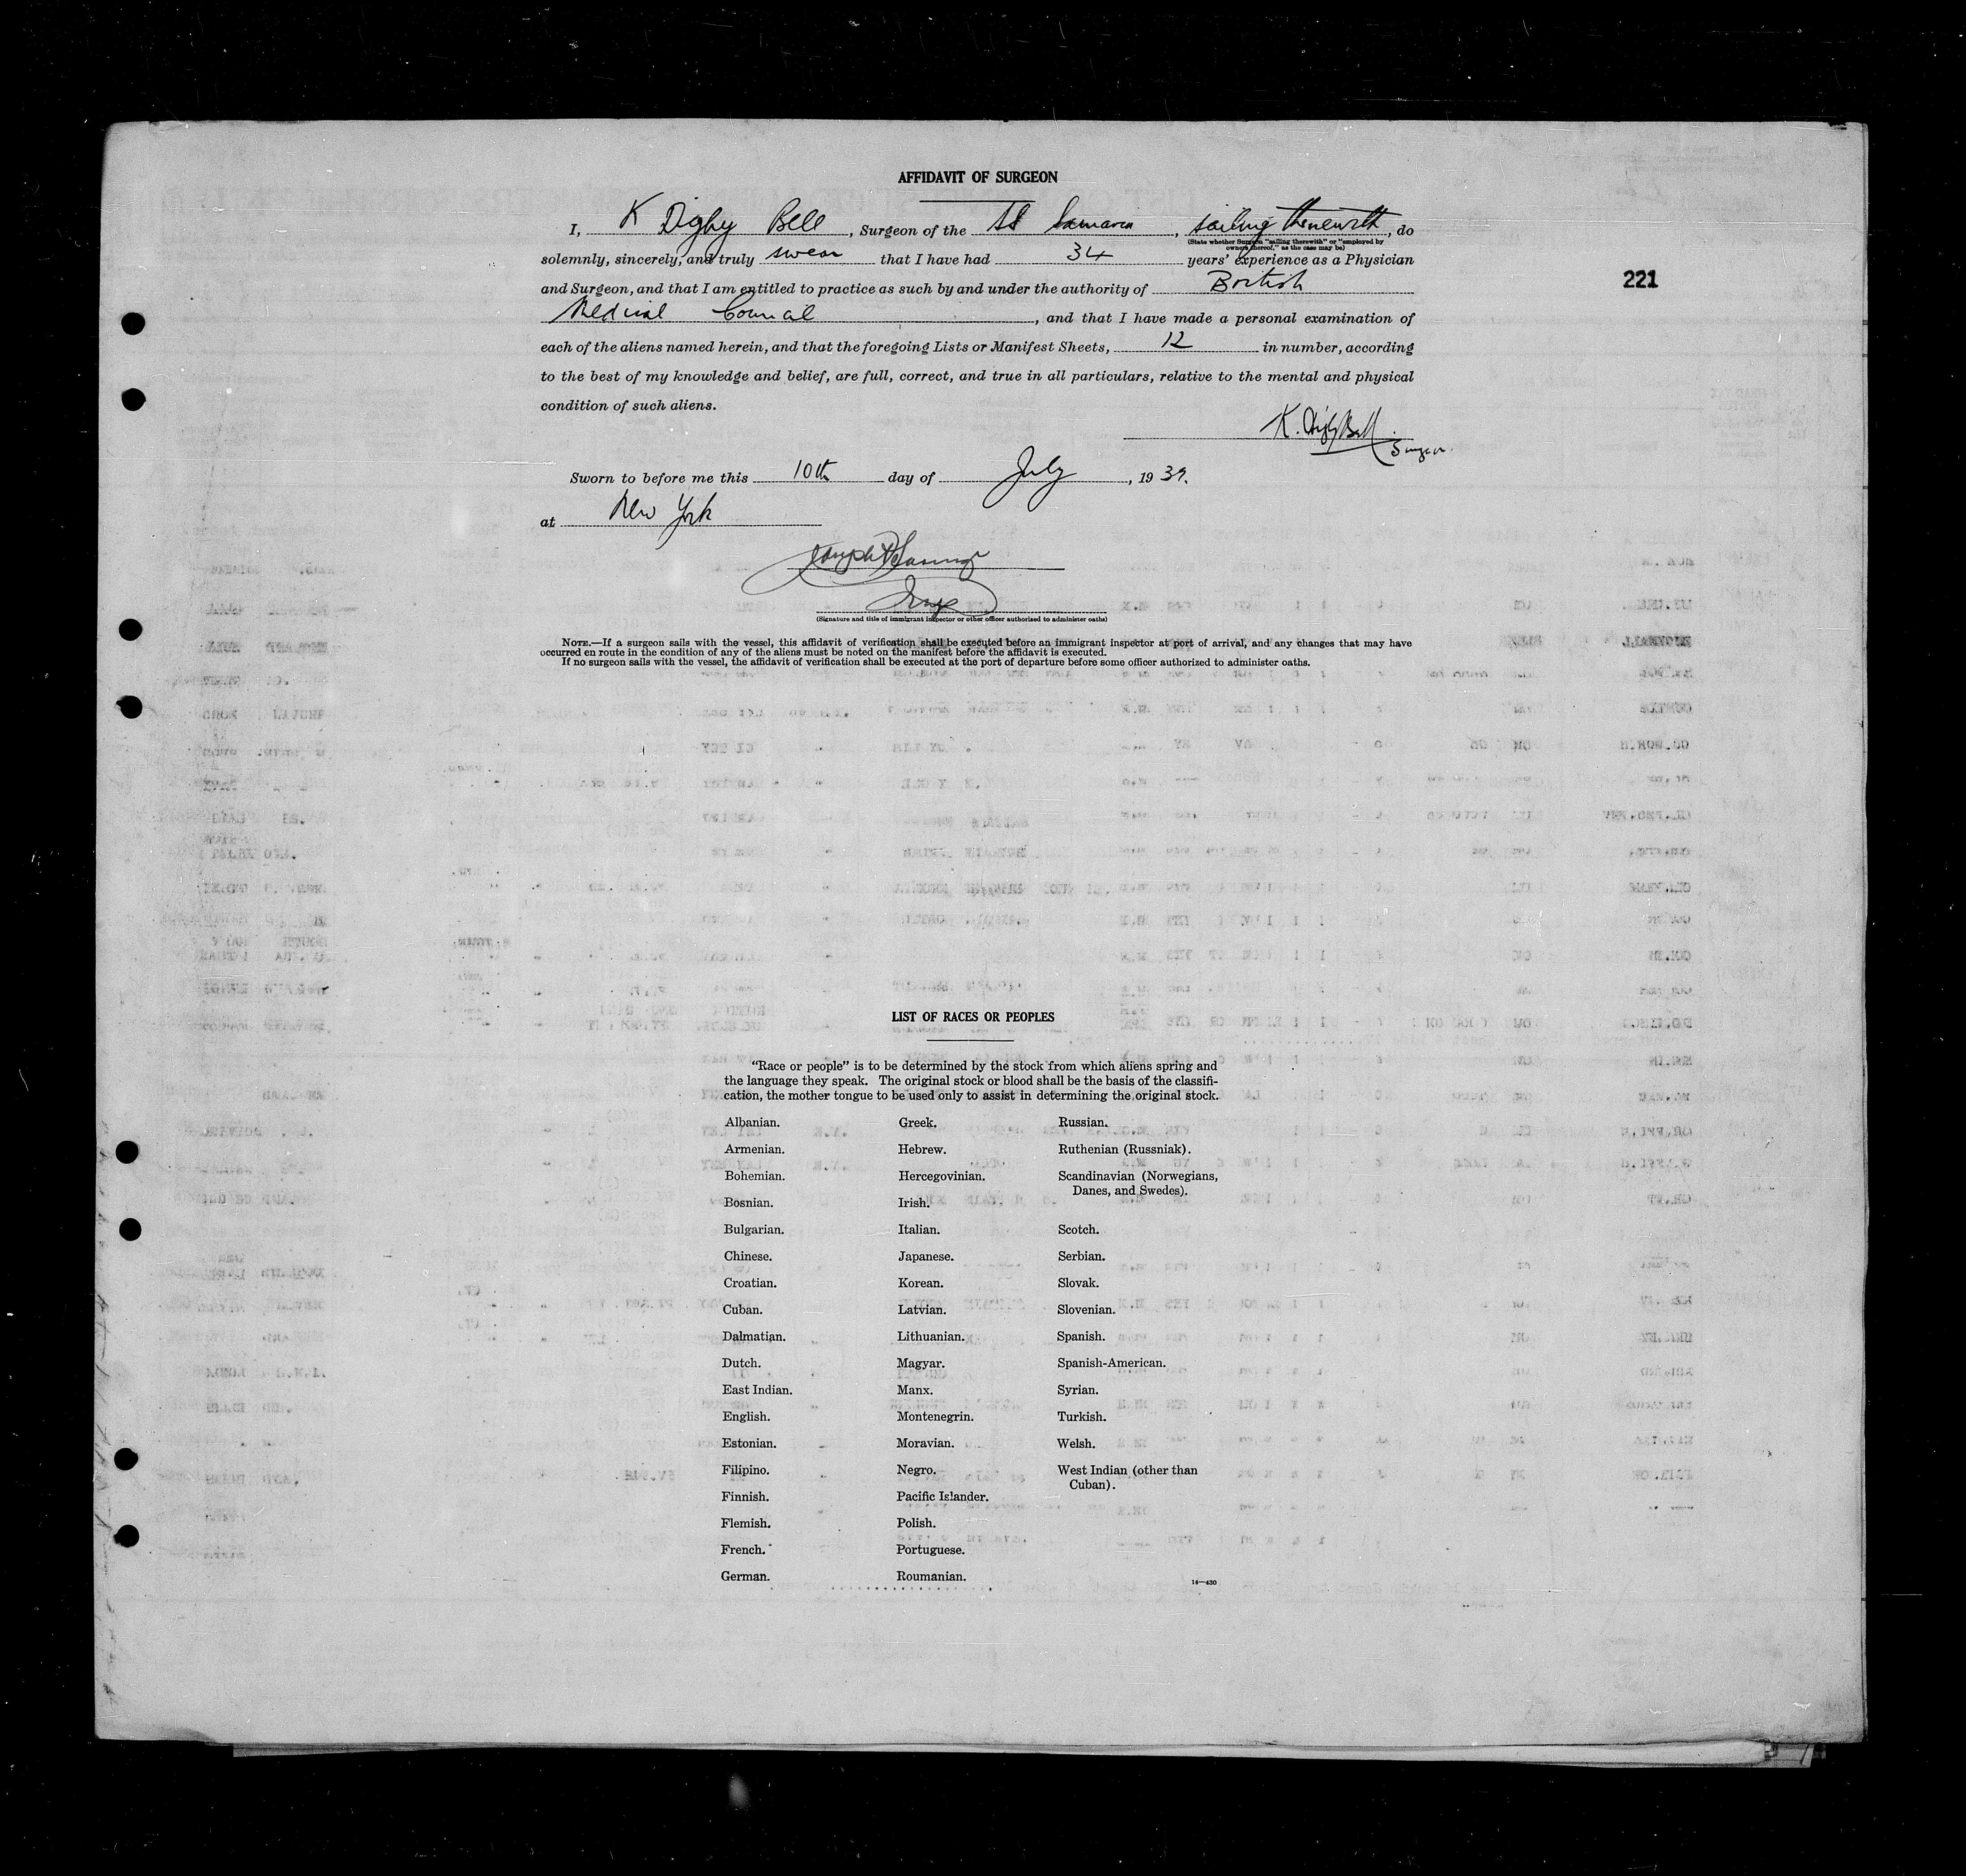 AFFIDAVIT OF SURGEON
I, K Digby Bell, Surgeon of the SS Samaria, sailing therewith, do
(State whether Surgeon "sailing therewith" or "employed by
owners thereof," as the case may be)
solemnly, sincerely, and truly swear that I have had 34 years' experience as a Physician
221
and Surgeon, and that I am entitled to practice as such by and under the authority of British
Medical Council, and that I have made a personal examination of
each of the aliens named herein, and that the foregoing Lists or Manifest Sheets, 12 in number, according
to the best of my knowledge and belief, are full, correct, and true in all particulars, relative to the mental and physical
condition of such aliens.
K. Digby Bell
Surgeon.
Sworn to before me this 10th day of July, 1939.
at New York
(Signature and title of immigrant inspector or other officer authorized to administer oaths)
NOTE.—If a surgeon sails with the vessel, this affidavit of verification shall be executed before an immigrant inspector at port of arrival, and any changes that may have
occurred en route in the condition of any of the aliens must be noted on the manifest before the affidavit is executed.
If no surgeon sails with the vessel, the affidavit of verification shall be executed at the port of departure before some officer authorized to administer oaths.
LIST OF RACES OR PEOPLES
"Race or people" is to be determined by the stock from which aliens spring and
the language they speak. The original stock or blood shall be the basis of the classifi-
cation, the mother tongue to be used only to assist in determining the original stock.
Albanian.
Armenian.
Bohemian.
Bosnian.
Bulgarian.
Chinese.
Croatian.
Cuban.
Dalmatian.
Dutch.
East Indian.
English.
Estonian.
Filipino.
Finnish.
Flemish.
French.
German.
Greek.
Hebrew.
Hercegovinian.
Irish.
Italian.
Japanese.
Korean.
Latvian.
Lithuanian.
Magyar.
Manx.
Montenegrin.
Moravian.
Negro.
Pacific Islander.
Polish.
Portuguese.
Roumanian.
Russian.
Ruthenian (Russniak).
Scandinavian (Norwegians,
Danes, and Swedes).
Scotch.
Serbian.
Slovak.
Slovenian.
Spanish.
Spanish-American.
Syrian.
Turkish.
Welsh.
West Indian (other than
Cuban).
14—430